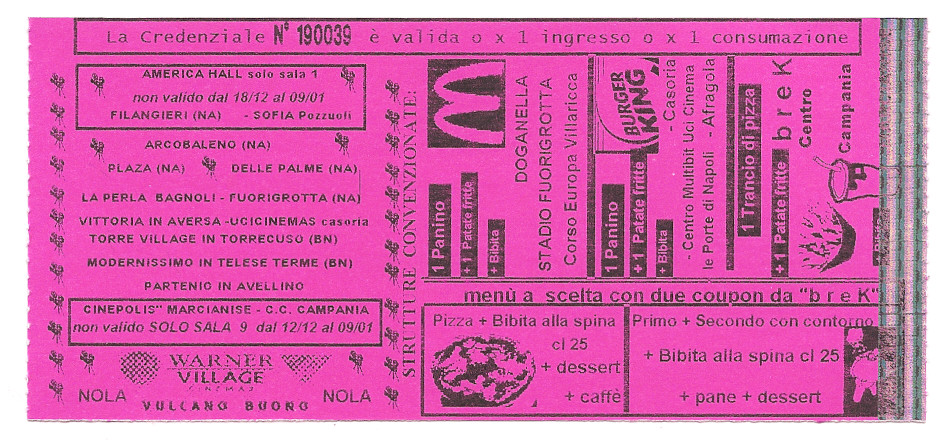 La Credenziale N° 190039 è valida o x 1 ingresso o x 1 consumazione
AMERICA HALL solo sala 1
non valido dal 18/12 al 09/01
FILANGIERI (NA) - SOFIA Pozzuoli
ARCOBALENO (NA)
PLAZA (NA) DELLE PALME (NA)
LA PERLA BAGNOLI - FUORIGROTTA (NA)
VITTORIA IN AVERSA -UCICINEMAS casoria
TORRE VILLAGE IN TORRECUSO (BN)
MODERNISSIMO IN TELESE TERME (BN)
PARTENIO IN AVELLINO
CINEPOLIS" MARCIANISE - C.C. CAMPANIA
non valido SOLO SALA 9 dal 12/12 al 09/01
WARNER
VILLAGE
CINEMAS
NOLA NOLA
VULCANO BUONO
STRUTTURE CONVENZIONATE:
1 Panino
+ 1 Patate fritte
+ Bibita
DOGANELLA
STADIO FUORIGROTTA
Corso Europa Villaricca
BURGER
KING
1 Panino
+ 1 Patate fritte
+ Bibita
- Casoria
- Centro Multibit Uci Cinema
le Porte di Napoli - Afragola
1 Trancio di pizza
+ 1 Patate fritte
b r e K
Centro
Campania
menù a scelta con due coupon da "b r e K"
Pizza + Bibita alla spina
cl 25
+ dessert
+ caffè
Primo + Secondo con contorno
+ Bibita alla spina cl 25
+ pane + dessert